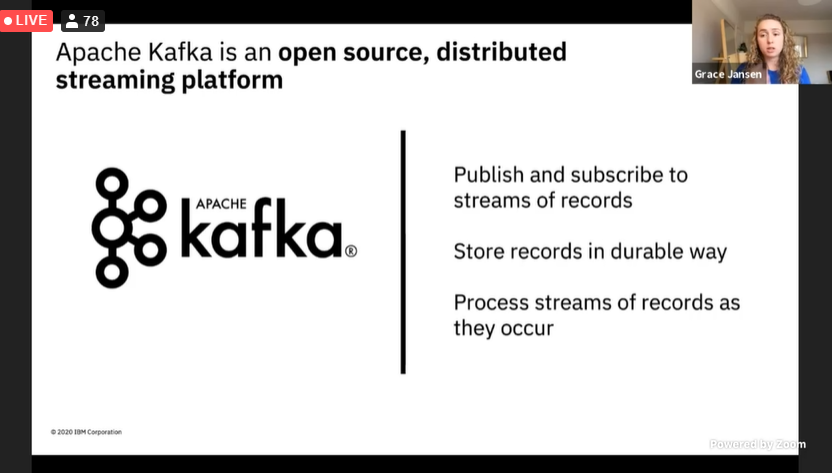 LIVE 78
Apache Kafka is an open source, distributed
streaming platform
Grace Jansen
APACHE
kafka®
Publish and subscribe to
streams of records
Store records in durable way
Process streams of records as
they occur
© 2020 IBM Corporation
Powered by Zoom